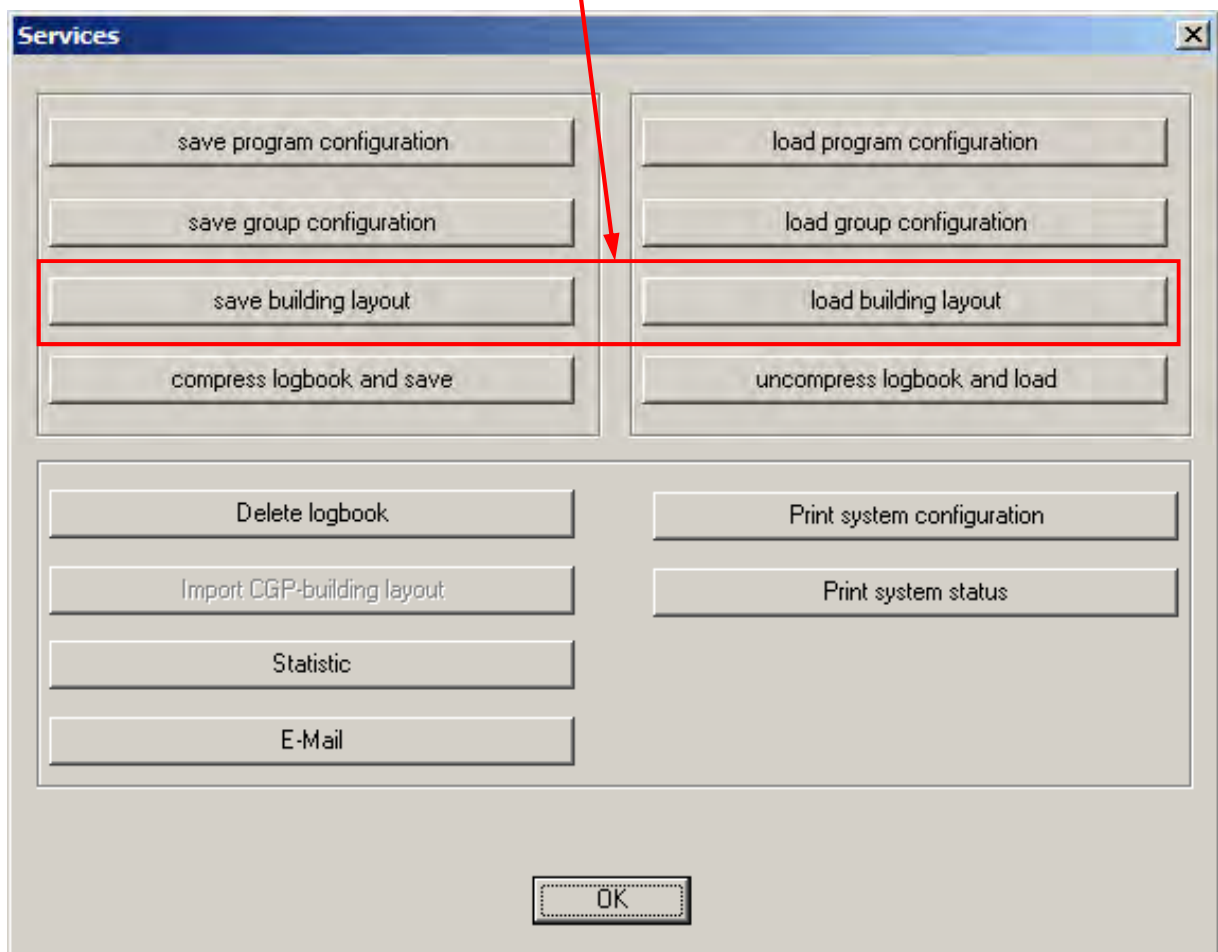 Services
save program configuration
load program configuration
save group configuration
load group configuration
save building layout
load building layout
compress logbook and save
uncompress logbook and load
Delete logbook
Print system configuration
Import CGP-building layout
Print system status
Statistic
E-Mail
OK